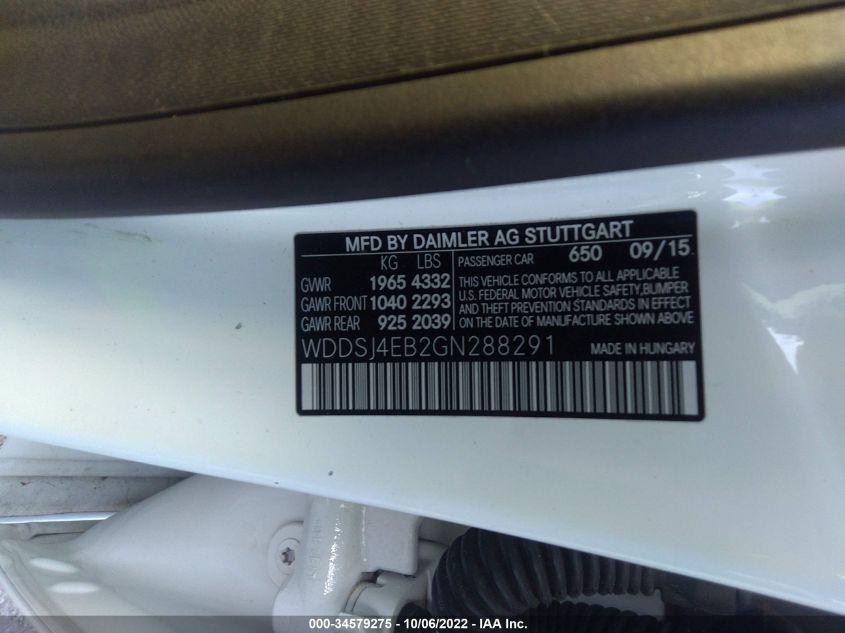 MFD BY DAIMLER AG STUTTGART
KG LBS
GVWR 1965 4332
GAWR FRONT 1040 2293
GAWR REAR 925 2039
PASSENGER CAR 650 09/15
THIS VEHICLE CONFORMS TO ALL APPLICABLE
U.S. FEDERAL MOTOR VEHICLE SAFETY, BUMPER
AND THEFT PREVENTION STANDARDS IN EFFECT
ON THE DATE OF MANUFACTURE SHOWN ABOVE
WDDSJ4EB2GN288291 MADE IN HUNGARY
000-34579275 - 10/06/2022 - IAA Inc.